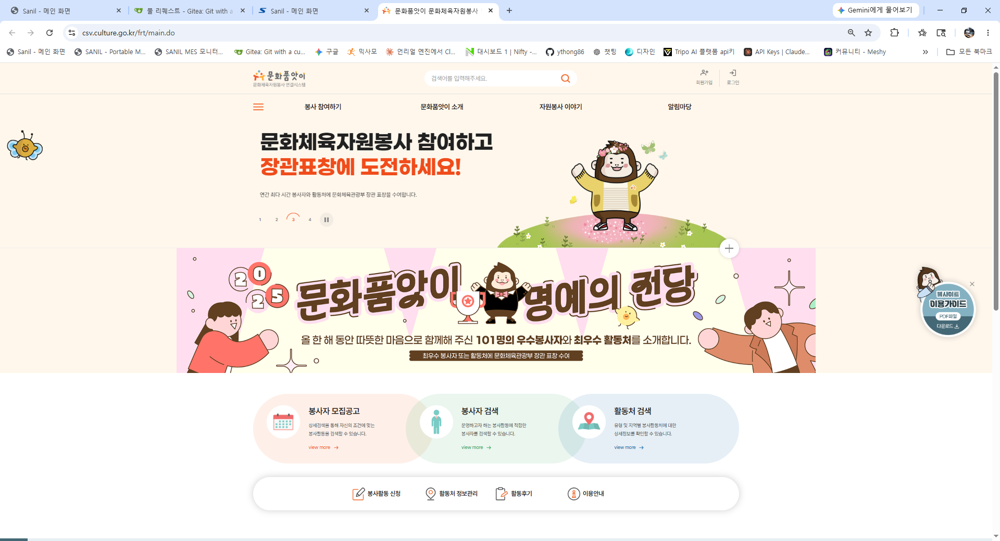 Sanil - 메인 화면
풀 리퀘스트 - Gitea: Git with a
Sanil - 메인 화면
문화품앗이 문화체육자원봉사
Gemini에게 물어보기
csv.culture.go.kr/frt/main.do
Sanil - 메인 화면
SANIL - Portable M...
SANIL MES 모니터...
Gitea: Git with a cu...
구글
믹사모
언리얼 엔진에서 Cl...
대시보드 1 | Nifty -...
ythong86
챗팅
디자인
Tripo AI 플랫폼 api키
API Keys | Claude...
커뮤니티 - Meshy
모든 북마크
문화품앗이
문화체육자원봉사 연결시스템
검색어를 입력해주세요.
회원가입
로그인
봉사 참여하기
문화품앗이 소개
자원봉사 이야기
알림마당
문화체육자원봉사 참여하고
장관표창에 도전하세요!
연간 최다 시간 봉사자와 활동처에 문화체육관광부 장관 표창을 수여합니다.
1
2
3
4
2025
문화품앗이 명예의 전당
올 한 해 동안 따뜻한 마음으로 함께해 주신 101명의 우수봉사자와 최우수 활동처를 소개합니다.
최우수 봉사자 또는 활동처에 문화체육관광부 장관 표창 수여
웹사이트
이용가이드
PDF파일
다운로드
봉사자 모집공고
상세검색을 통해 자신의 조건에 맞는
봉사활동을 검색할 수 있습니다.
view more
봉사자 검색
운영하고자 하는 봉사활동에 적합한
봉사자를 검색할 수 있습니다.
view more
활동처 검색
유형 및 지역별 봉사활동처에 대한
상세정보를 확인할 수 있습니다.
view more
봉사활동 신청
활동처 정보관리
활동후기
이용안내